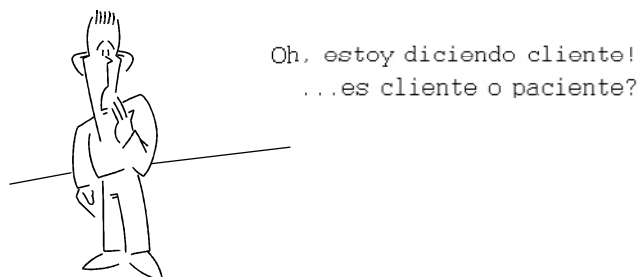 Oh, estoy diciendo cliente!
...es cliente o paciente?